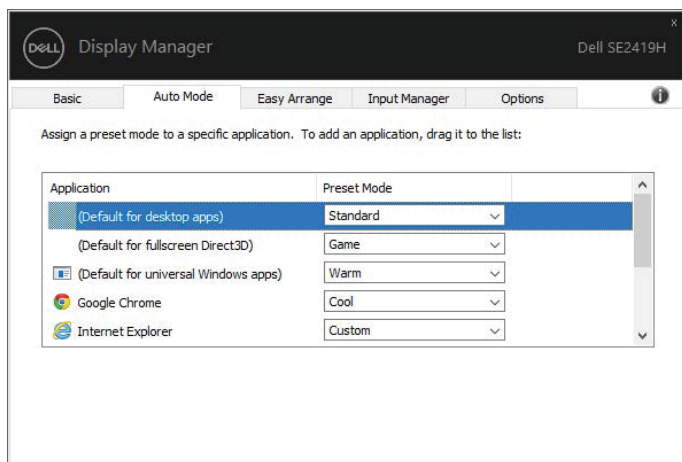 x
DELL Display Manager Dell SE2419H
Basic Auto Mode Easy Arrange Input Manager Options i
Assign a preset mode to a specific application. To add an application, drag it to the list:
Application Preset Mode
(Default for desktop apps) Standard
(Default for fullscreen Direct3D) Game
(Default for universal Windows apps) Warm
Google Chrome Cool
Internet Explorer Custom